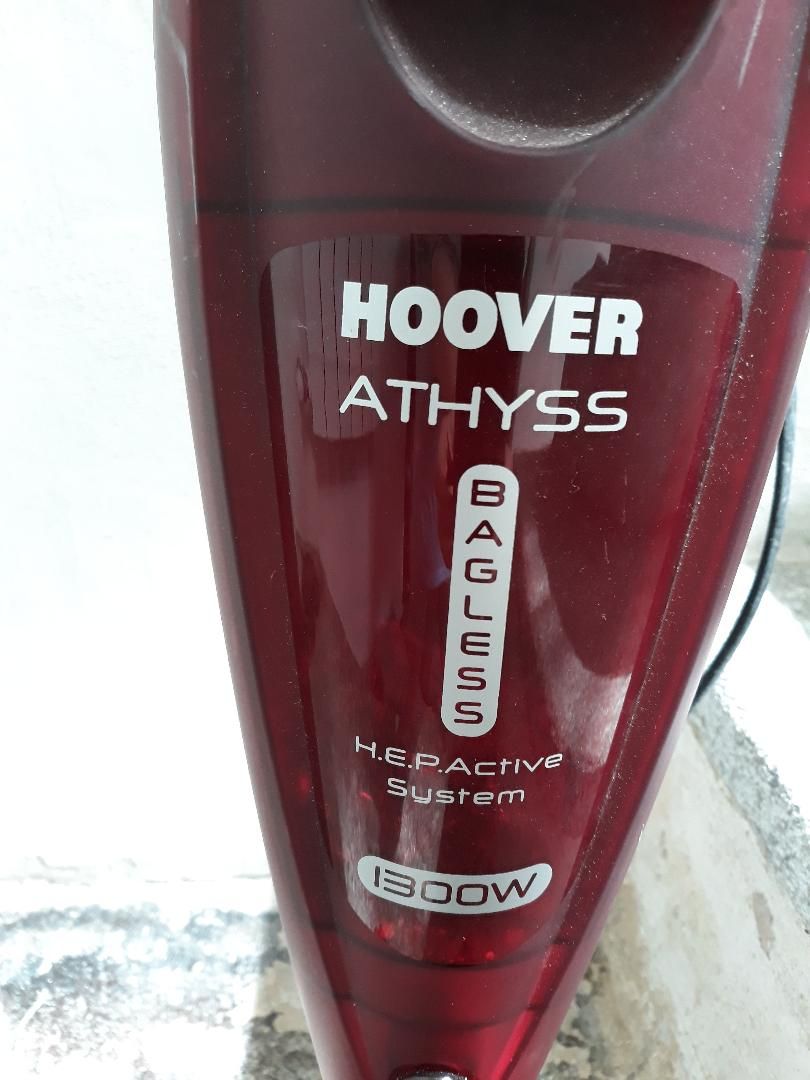 HOOVER
ATHYSS
BAGLESS
H.E.P.Active
System
1300W